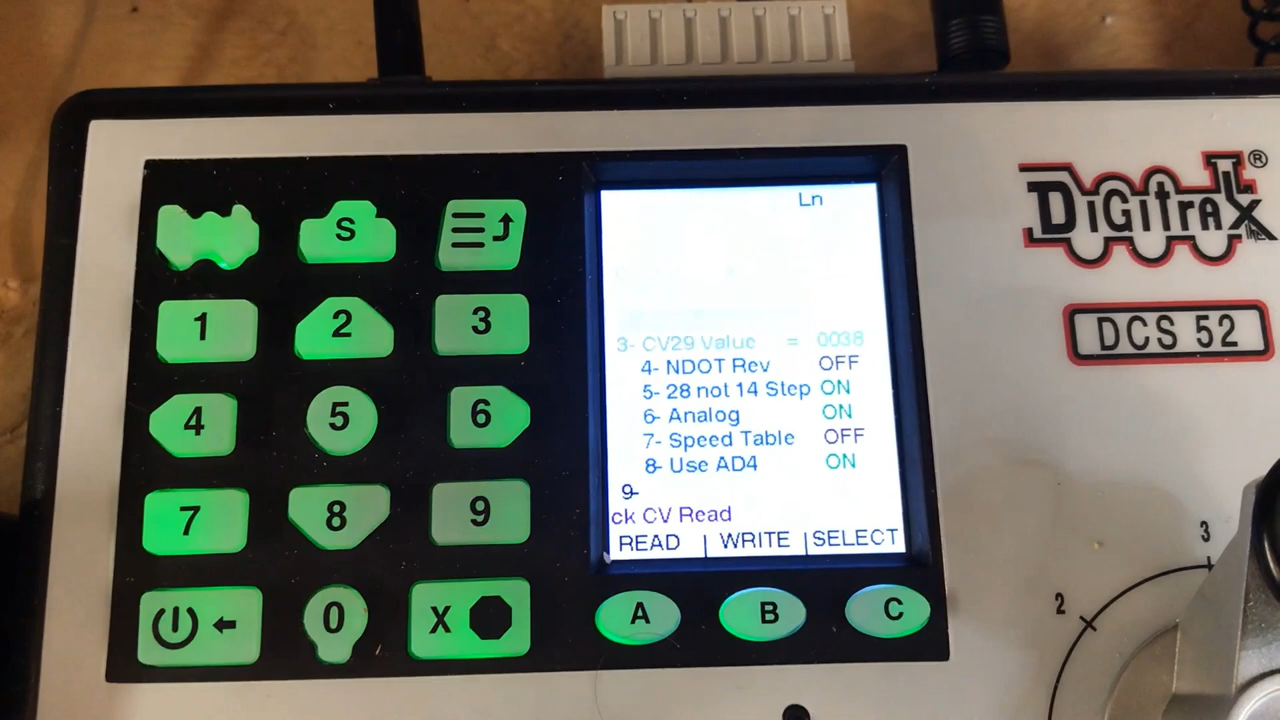 S
1
2
3
4
5
6
7
8
9
0
X
Ln
3- CV29 Value = 0038
4- NDOT Rev OFF
5- 28 not 14 Step ON
6- Analog ON
7- Speed Table OFF
8- Use AD4 ON
9-
ck CV Read
READ | WRITE | SELECT
A
B
C
DiGitraX ®
DCS 52
3
2